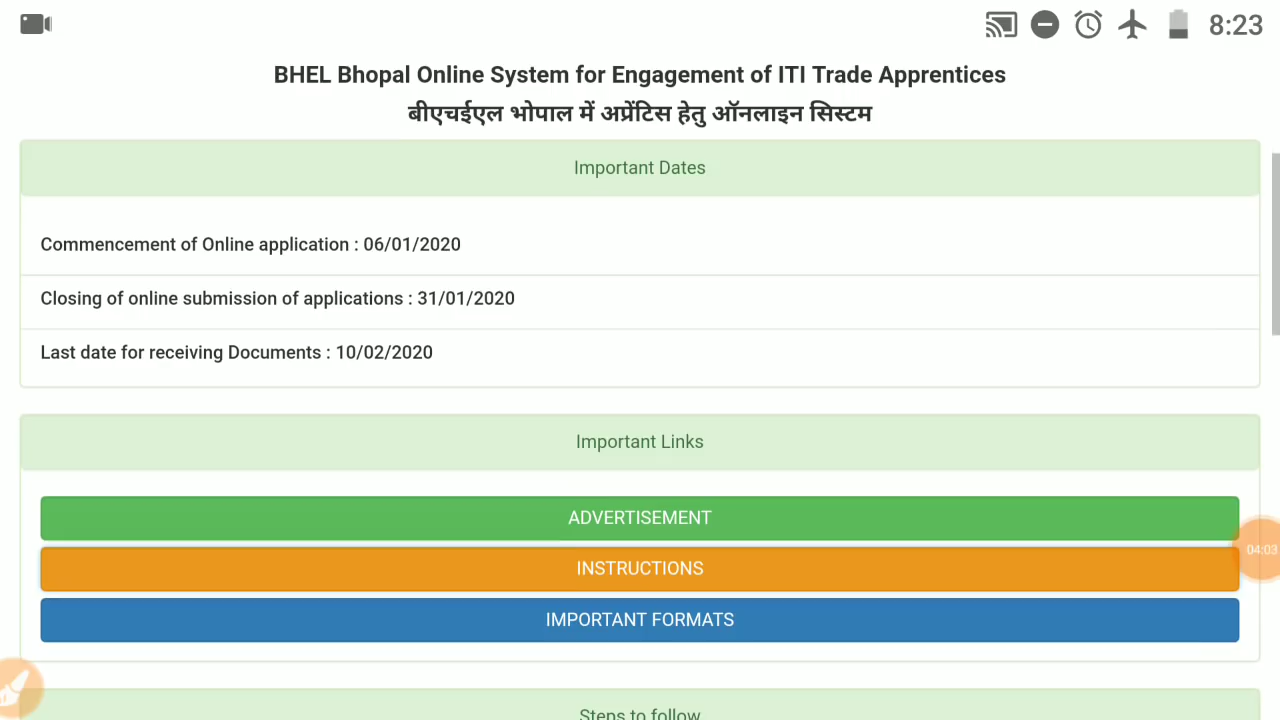 8:23
BHEL Bhopal Online System for Engagement of ITI Trade Apprentices
बीएचईएल भोपाल में अप्रेंटिस हेतु ऑनलाइन सिस्टम
Important Dates
Commencement of Online application : 06/01/2020
Closing of online submission of applications : 31/01/2020
Last date for receiving Documents : 10/02/2020
Important Links
ADVERTISEMENT
04:03
INSTRUCTIONS
IMPORTANT FORMATS
Steps to follow